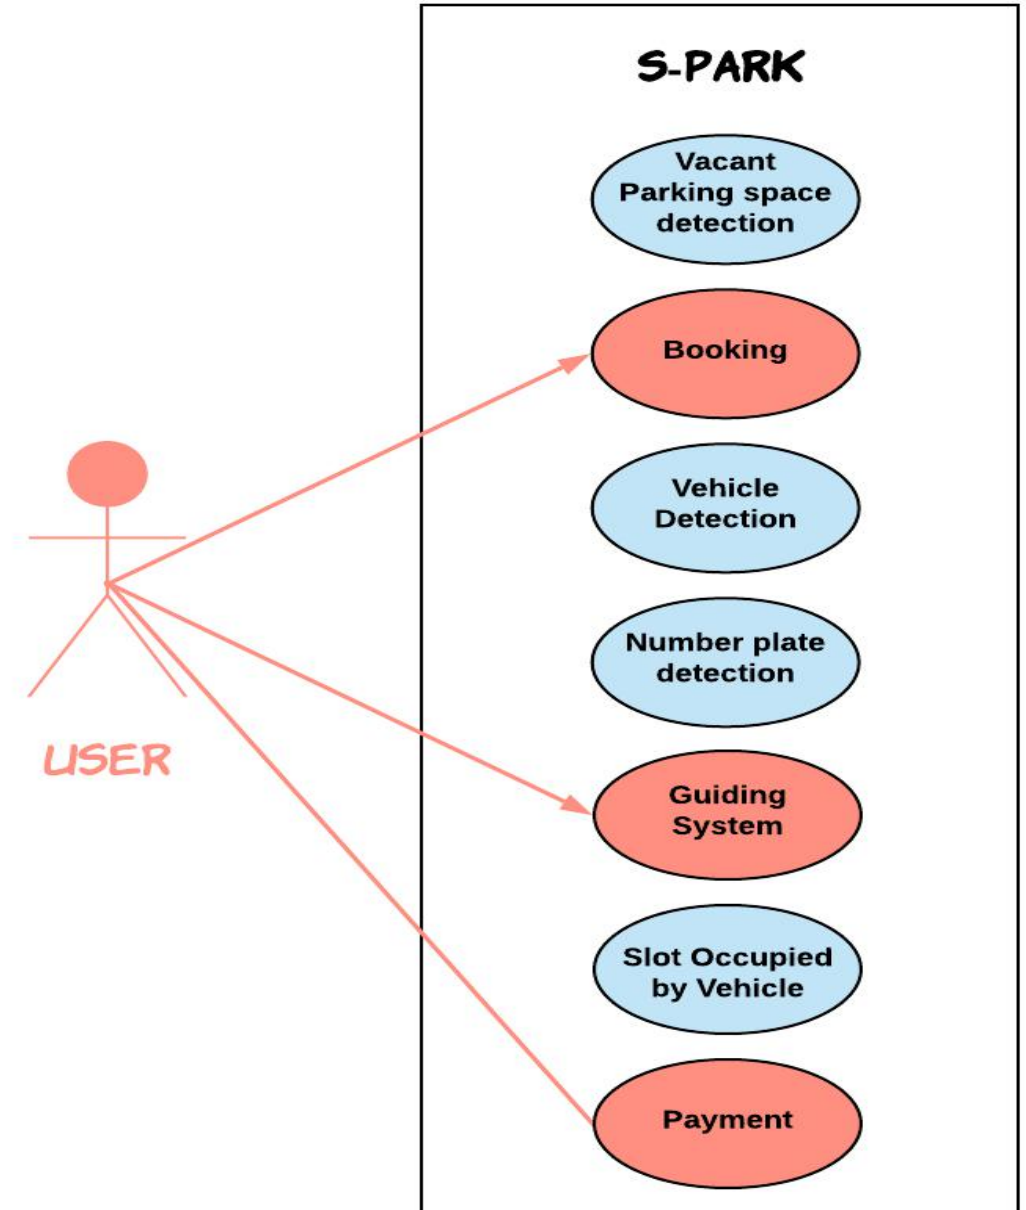 S-PARK
Vacant
Parking space
detection
Booking
Vehicle
Detection
Number plate
detection
USER
Guiding
System
Slot Occupied
by Vehicle
Payment